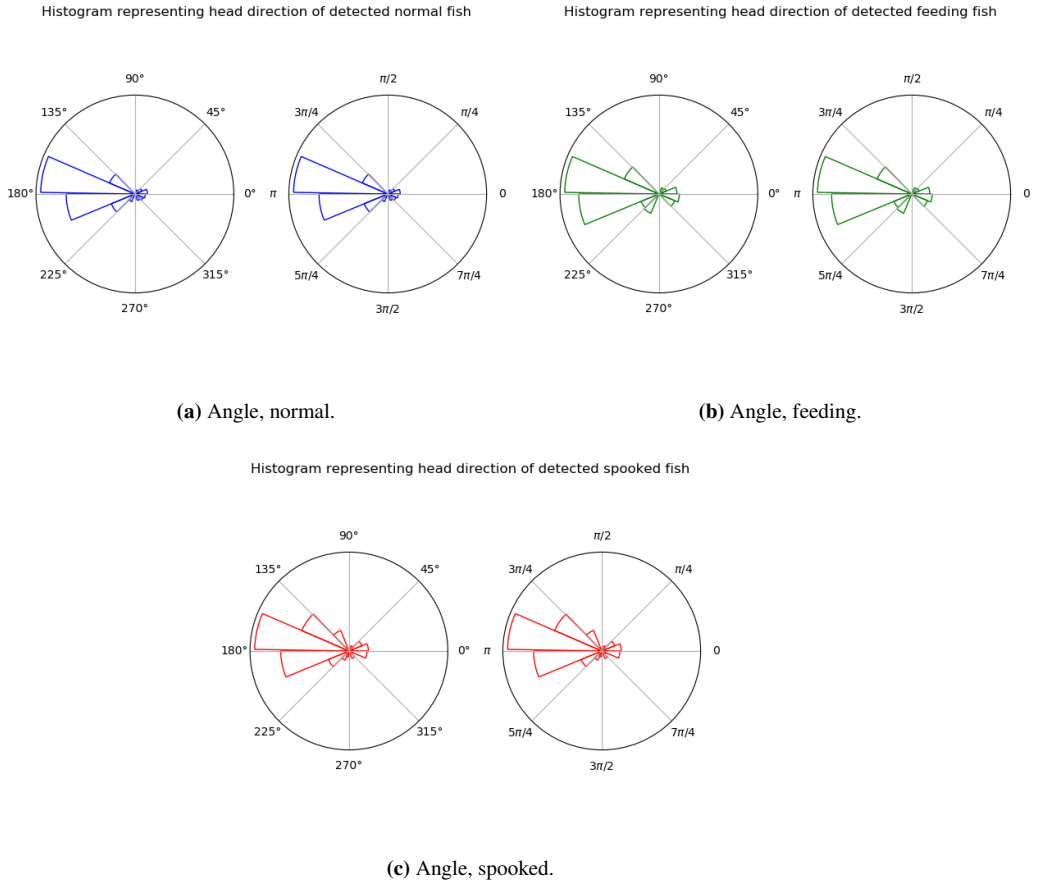 Histogram representing head direction of detected normal fish
90°
135° 45°
180° 0°
225° 315°
270°
π/2
3π/4 π/4
π 0
5π/4 7π/4
3π/2
(a) Angle, normal.
Histogram representing head direction of detected feeding fish
90°
135° 45°
180° 0°
225° 315°
270°
π/2
3π/4 π/4
π 0
5π/4 7π/4
3π/2
(b) Angle, feeding.
Histogram representing head direction of detected spooked fish
90°
135° 45°
180° 0°
225° 315°
270°
π/2
3π/4 π/4
π 0
5π/4 7π/4
3π/2
(c) Angle, spooked.